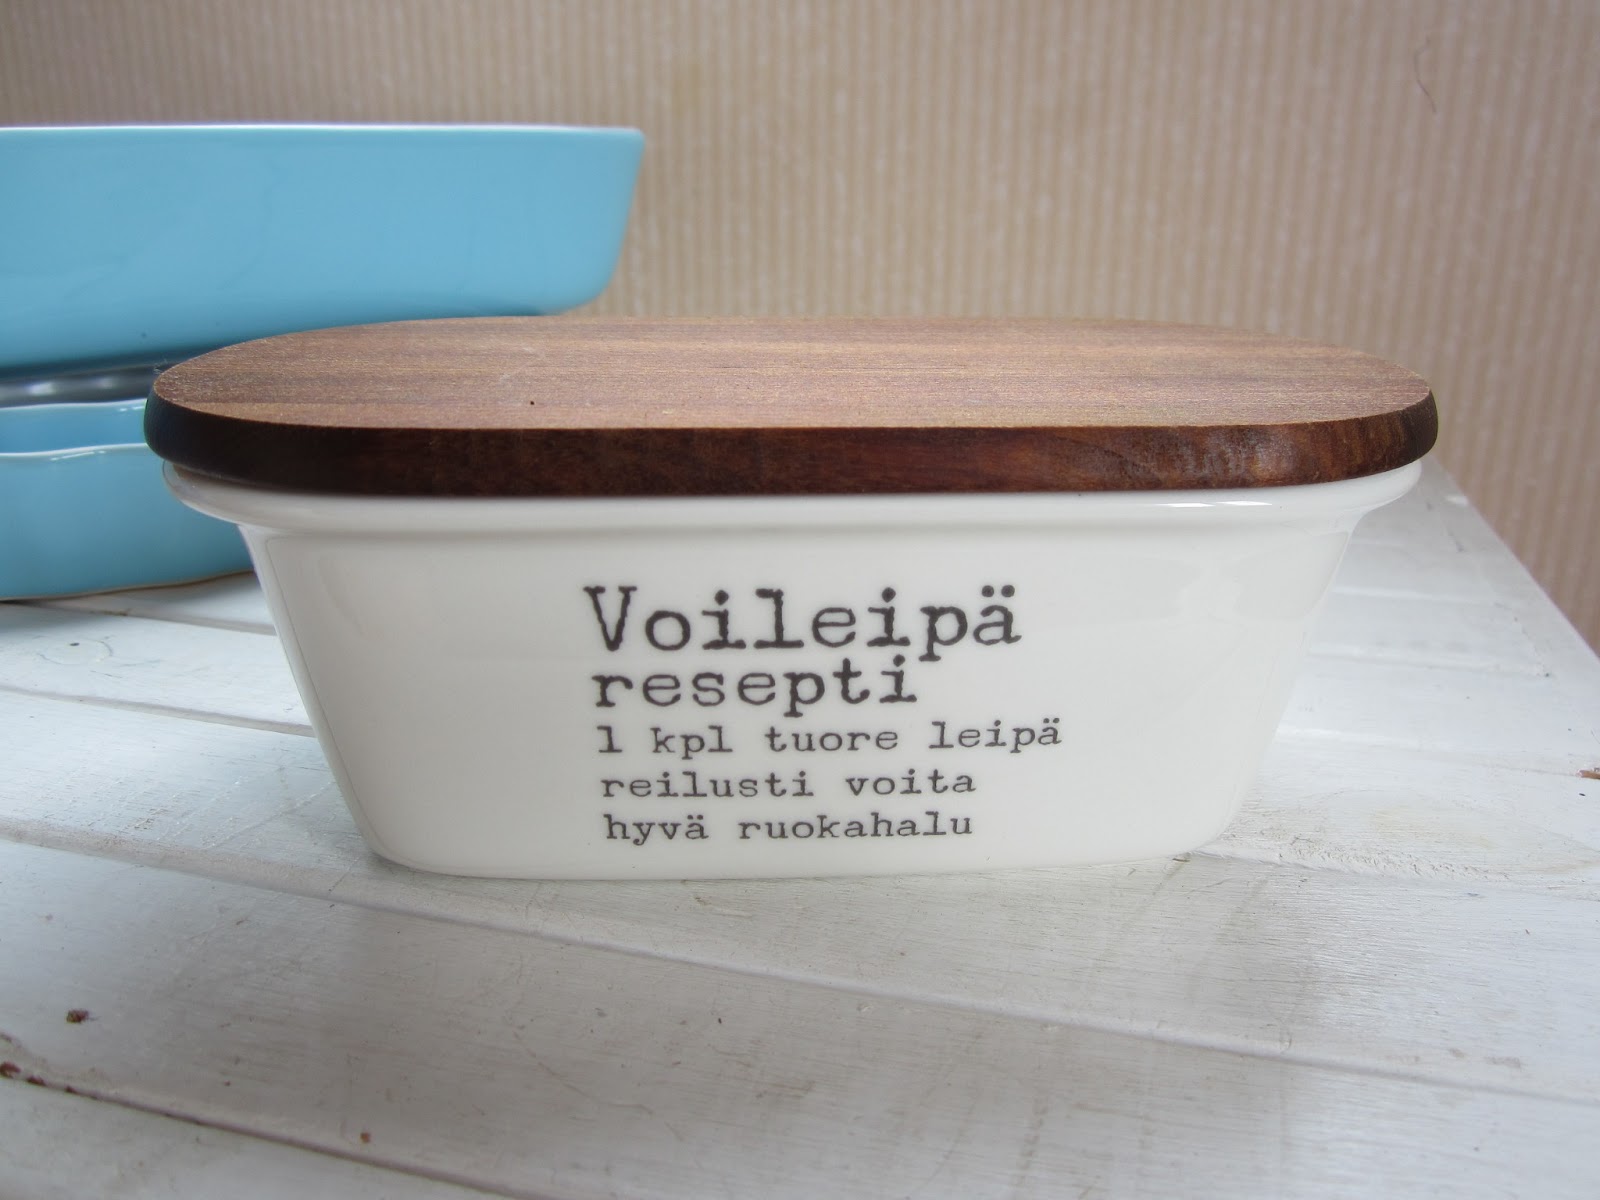 Voileipä
resepti
1 kpl tuore leipä
reilusti voita
hyvä ruokahalu